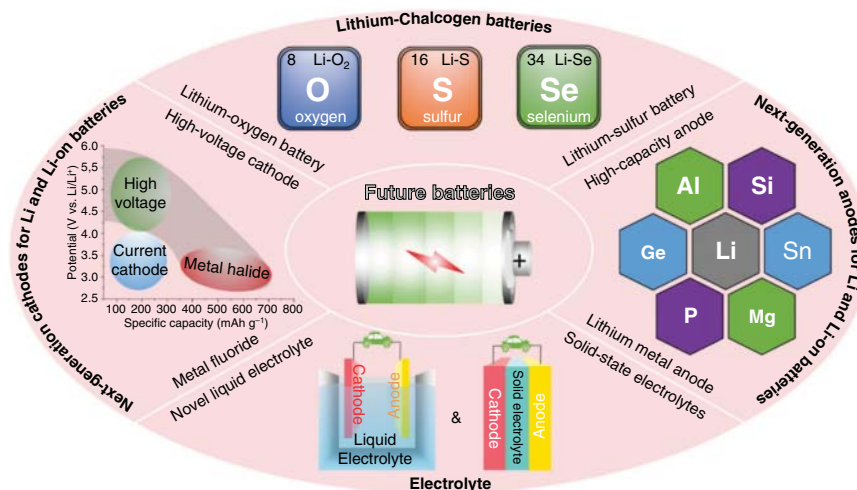 Lithium-Chalcogen batteries
8 Li-O₂
O
oxygen
16 Li-S
S
sulfur
34 Li-Se
Se
selenium
Lithium-oxygen battery
High-voltage cathode
Lithium-sulfur battery
High-capacity anode
Next-generation cathodes for Li and Li-on batteries
6.0
5.5
5.0
4.5
4.0
3.5
3.0
2.5
Potential (V vs. Li/Li⁺)
High
voltage
Current
cathode
Metal halide
100 200 300 400 500 600 700 800
Specific capacity (mAh g⁻¹)
Future batteries
+
Next-generation anodes for Li and Li-on batteries
Al
Si
Ge
Li
Sn
P
Mg
Metal fluoride
Novel liquid electrolyte
Lithium metal anode
Solid-state electrolytes
Cathode
Anode
Liquid
Electrolyte
&
Cathode
Solid electrolyte
Anode
Electrolyte